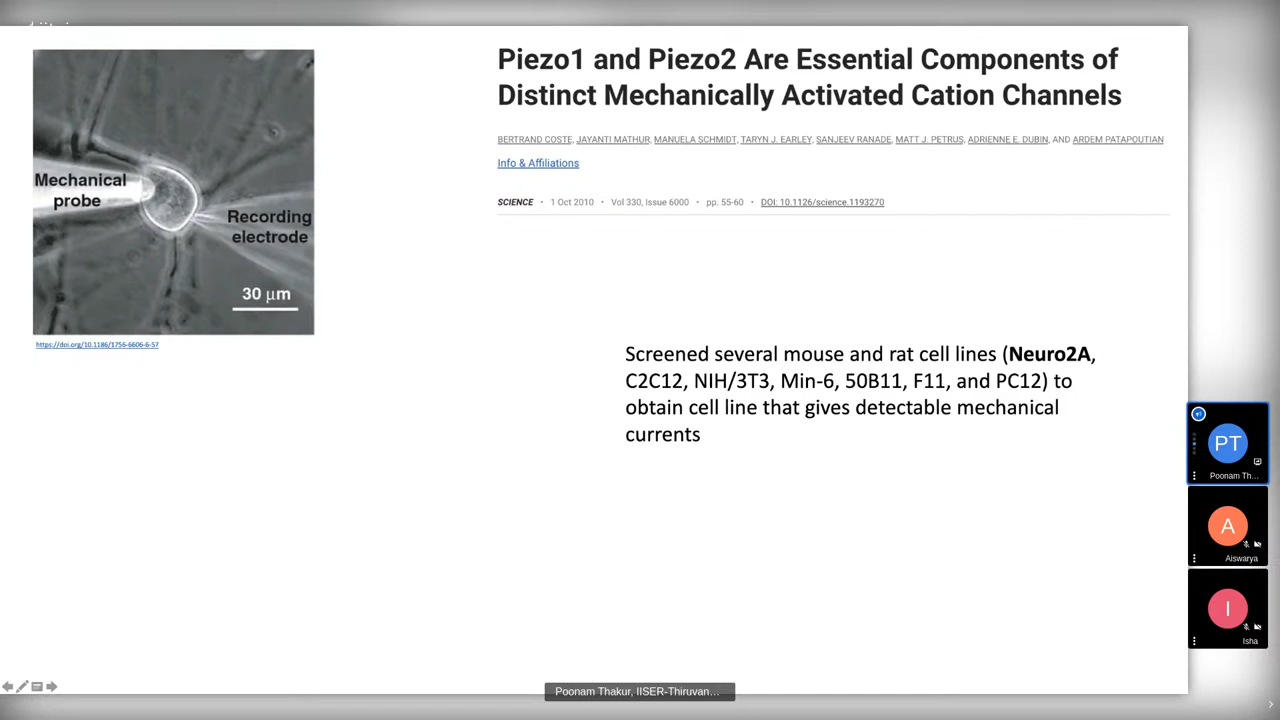 Piezo1 and Piezo2 Are Essential Components of
Distinct Mechanically Activated Cation Channels
BERTRAND COSTE, JAYANTI MATHUR, MANUELA SCHMIDT, TARYN J. EARLEY, SANJEEV RANADE, MATT J. PETRUS, ADRIENNE E. DUBIN, AND ARDEM PATAPOUTIAN
Info & Affiliations
SCIENCE • 1 Oct 2010 • Vol 330, Issue 6000 • pp. 55-60 • DOI: 10.1126/science.1193270
Mechanical
probe
Recording
electrode
30 μm
https://doi.org/10.1186/1756-6606-6-57
Screened several mouse and rat cell lines (Neuro2A,
C2C12, NIH/3T3, Min-6, 50B11, F11, and PC12) to
obtain cell line that gives detectable mechanical
currents
PT
Poonam Th...
A
Aiswarya
I
Isha
Poonam Thakur, IISER-Thiruvan...